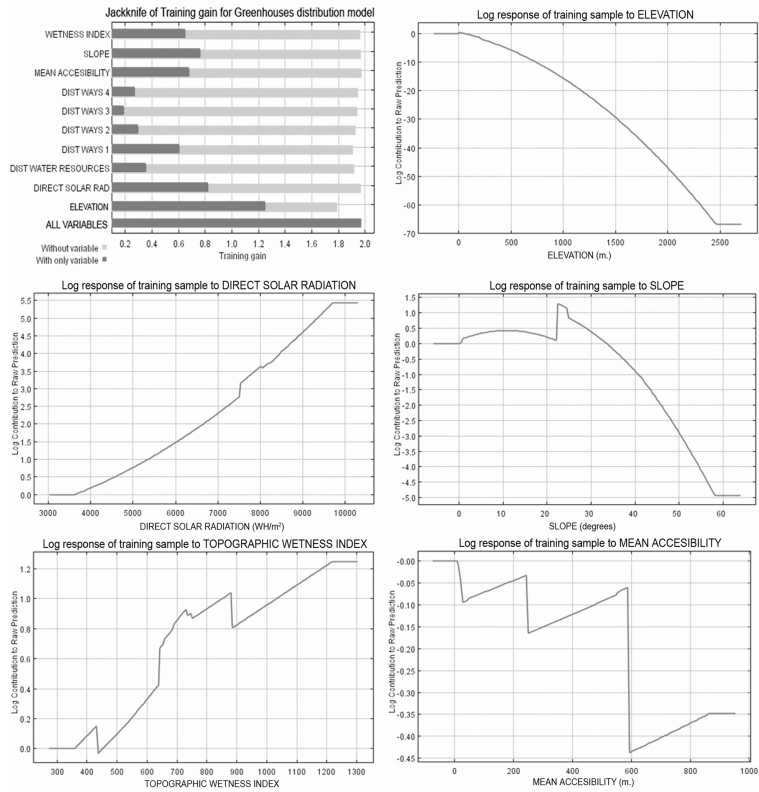 Jackknife of Training gain for Greenhouses distribution model
WETNESS INDEX
SLOPE
MEAN ACCESIBILITY
DIST WAYS 4
DIST WAYS 3
DIST WAYS 2
DIST WAYS 1
DIST WATER RESOURCES
DIRECT SOLAR RAD
ELEVATION
ALL VARIABLES
0.2 0.4 0.6 0.8 1.0 1.2 1.4 1.6 1.8 2.0
Without variable
With only variable
Training gain
Log response of training sample to ELEVATION
Log Contribution to Raw Prediction
0
-10
-20
-30
-40
-50
-60
-70
0 500 1000 1500 2000 2500
ELEVATION (m.)
Log response of training sample to DIRECT SOLAR RADIATION
Log Contribution to Raw Prediction
5.5
5.0
4.5
4.0
3.5
3.0
2.5
2.0
1.5
1.0
0.5
0.0
3000 4000 5000 6000 7000 8000 9000 10000
DIRECT SOLAR RADIATION (WH/m²)
Log response of training sample to SLOPE
Log Contribution to Raw Prediction
1.5
1.0
0.5
0.0
-0.5
-1.0
-1.5
-2.0
-2.5
-3.0
-3.5
-4.0
-4.5
-5.0
0 10 20 30 40 50 60
SLOPE (degrees)
Log response of training sample to TOPOGRAPHIC WETNESS INDEX
Log Contribution to Raw Prediction
1.2
1.0
0.8
0.6
0.4
0.2
0.0
300 400 500 600 700 800 900 1000 1100 1200 1300
TOPOGRAPHIC WETNESS INDEX
Log response of training sample to MEAN ACCESIBILITY
Log Contribution to Raw Prediction
-0.00
-0.05
-0.10
-0.15
-0.20
-0.25
-0.30
-0.35
-0.40
-0.45
0 200 400 600 800 1000
MEAN ACCESIBILITY (m.)